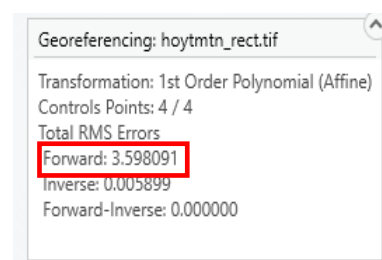 Georeferencing: hoytmtn_rect.tif
Transformation: 1st Order Polynomial (Affine)
Controls Points: 4 / 4
Total RMS Errors
Forward: 3.598091
Inverse: 0.005899
Forward-Inverse: 0.000000